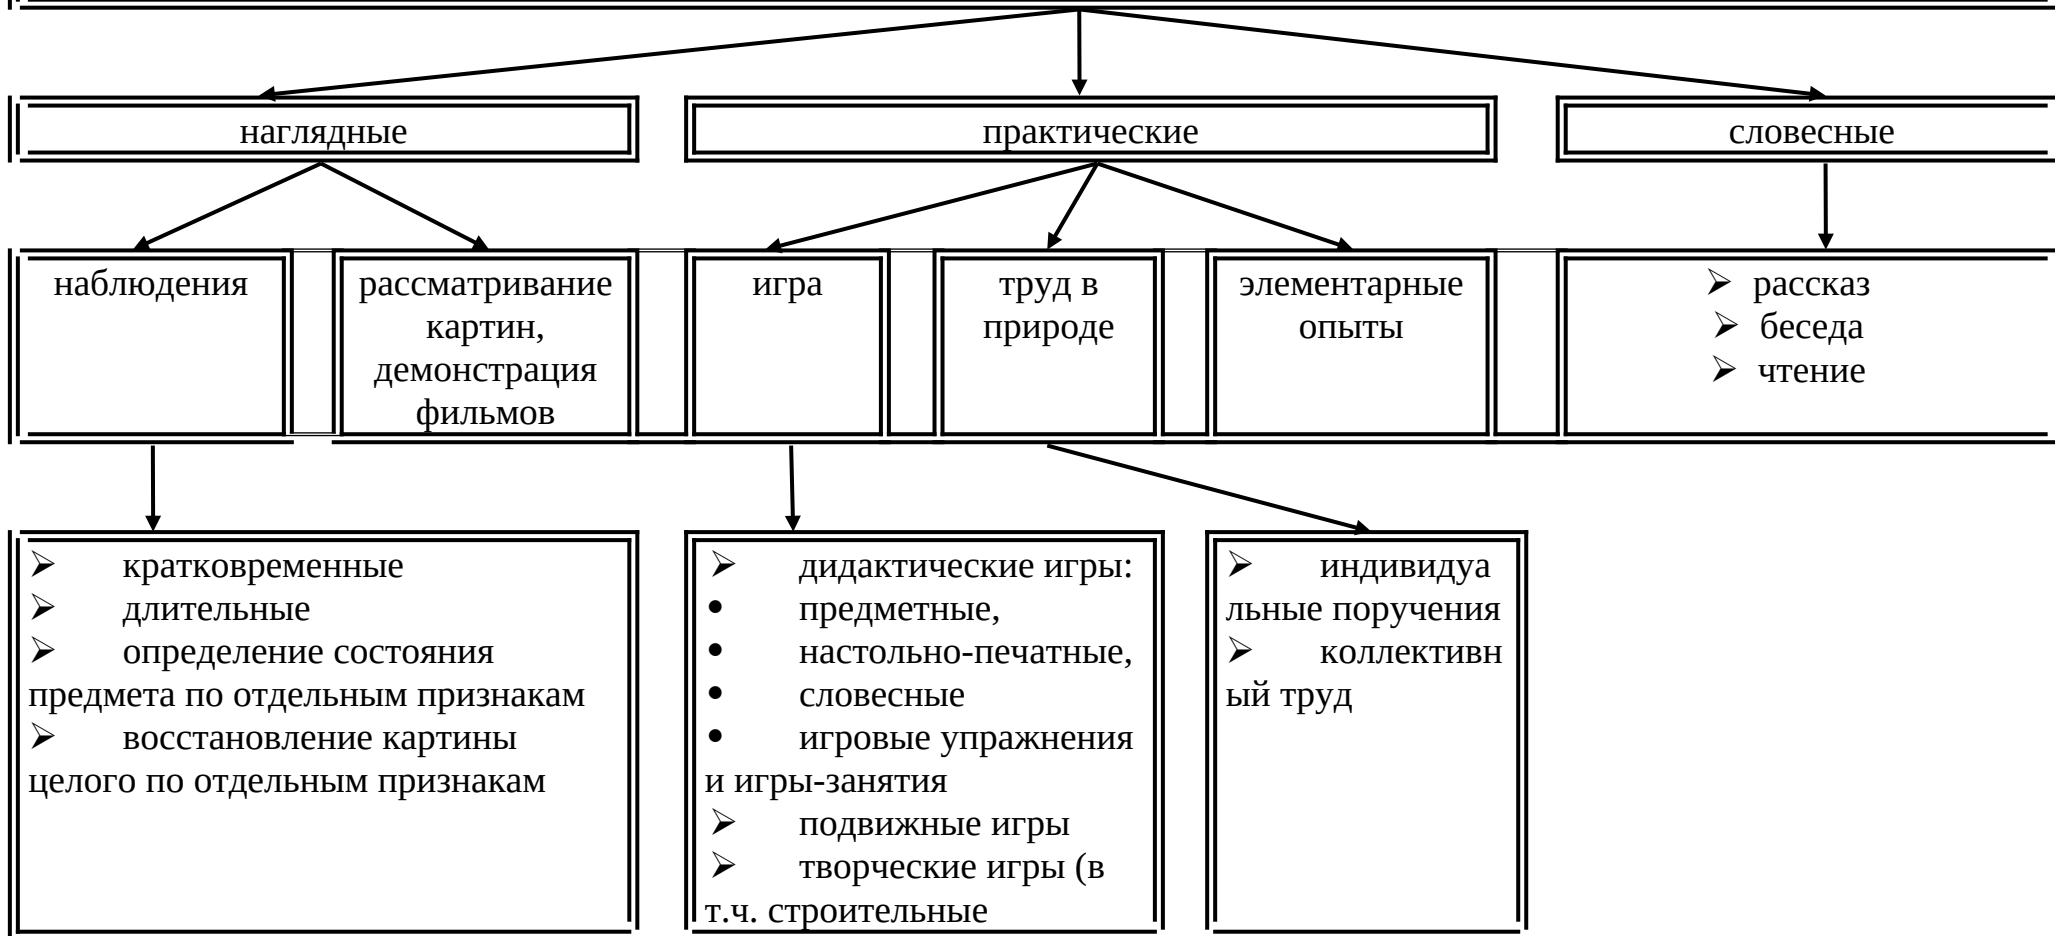 наглядные
практические
словесные
наблюдения
рассматривание
картин,
демонстрация
фильмов
игра
труд в
природе
элементарные
опыты
➢ рассказ
➢ беседа
➢ чтение
➢ кратковременные
➢ длительные
➢ определение состояния
предмета по отдельным признакам
➢ восстановление картины
целого по отдельным признакам
➢ дидактические игры:
• предметные,
• настольно-печатные,
• словесные
• игровые упражнения
и игры-занятия
➢ подвижные игры
➢ творческие игры (в
т.ч. строительные
➢ индивидуа
льные поручения
➢ коллективн
ый труд